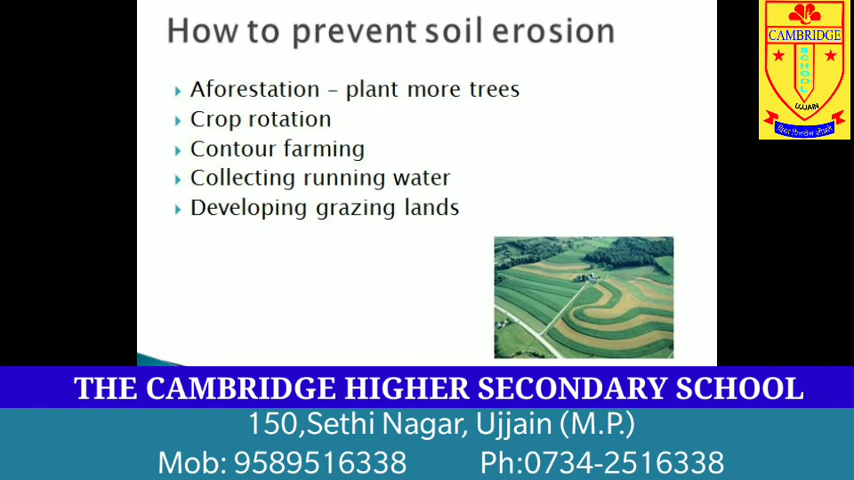 How to prevent soil erosion
Aforestation – plant more trees
Crop rotation
Contour farming
Collecting running water
Developing grazing lands
CAMBRIDGE
SCHOOL
UJJAIN
THE CAMBRIDGE HIGHER SECONDARY SCHOOL
150,Sethi Nagar, Ujjain (M.P.)
Mob: 9589516338 Ph:0734-2516338